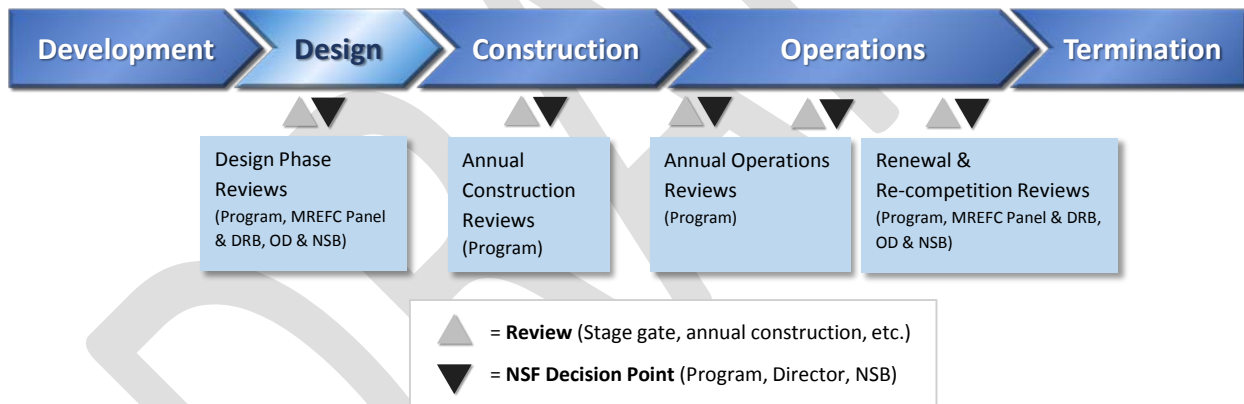 Development Design Construction Operations Termination
Design Phase
Reviews
(Program, MREFC Panel
& DRB, OD & NSB)
Annual
Construction
Reviews
(Program)
Annual Operations
Reviews
(Program)
Renewal &
Re-competition Reviews
(Program, MREFC Panel & DRB,
OD & NSB)
= Review (Stage gate, annual construction, etc.)
= NSF Decision Point (Program, Director, NSB)